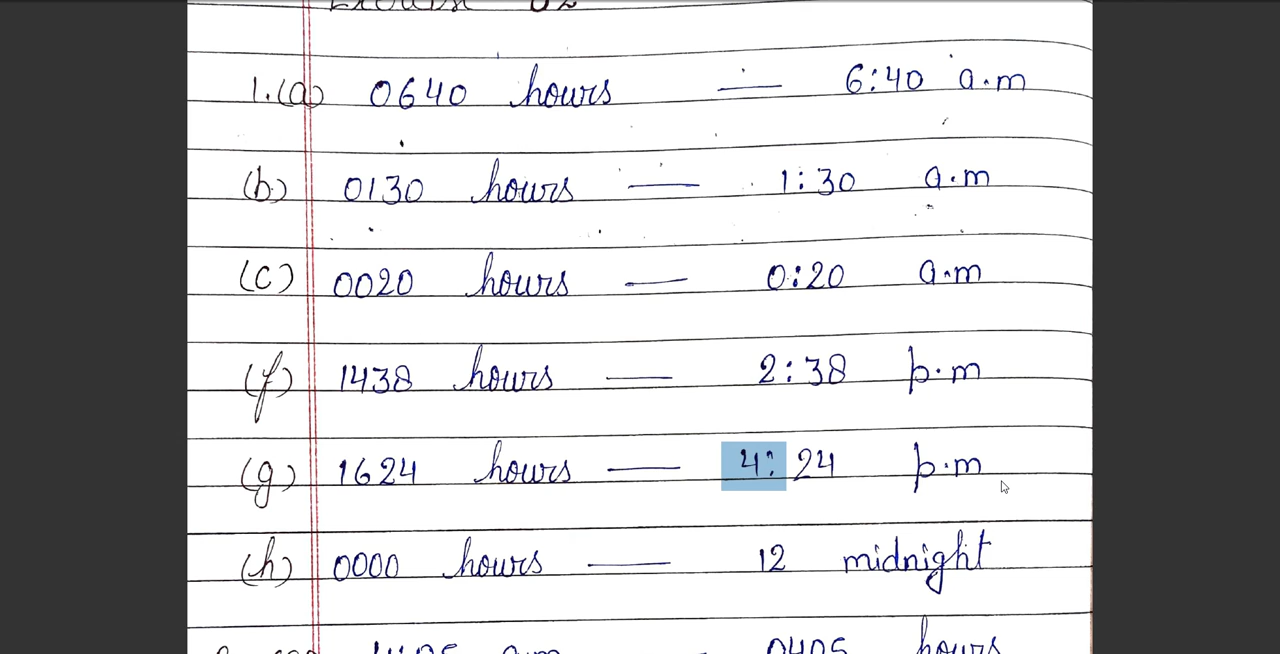 1.(a) 0640 hours — 6:40 a.m
(b) 0130 hours — 1:30 a.m
(c) 0020 hours — 0:20 a.m
(f) 1438 hours — 2:38 p.m
(g) 1624 hours — 4:24 p.m
(h) 0000 hours — 12 midnight
hours